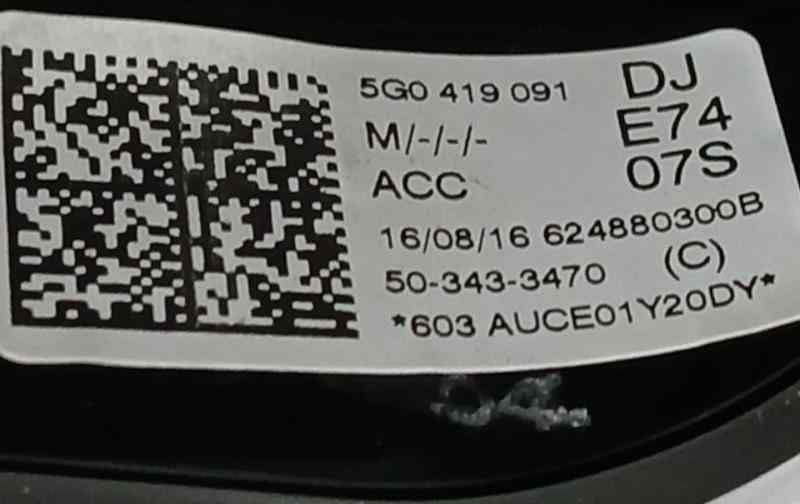 5G0 419 091
DJ
M/-/-/-
E74
ACC
07S
16/08/16 624880300B
50-343-3470 (C)
*603 AUCE01Y20DY*